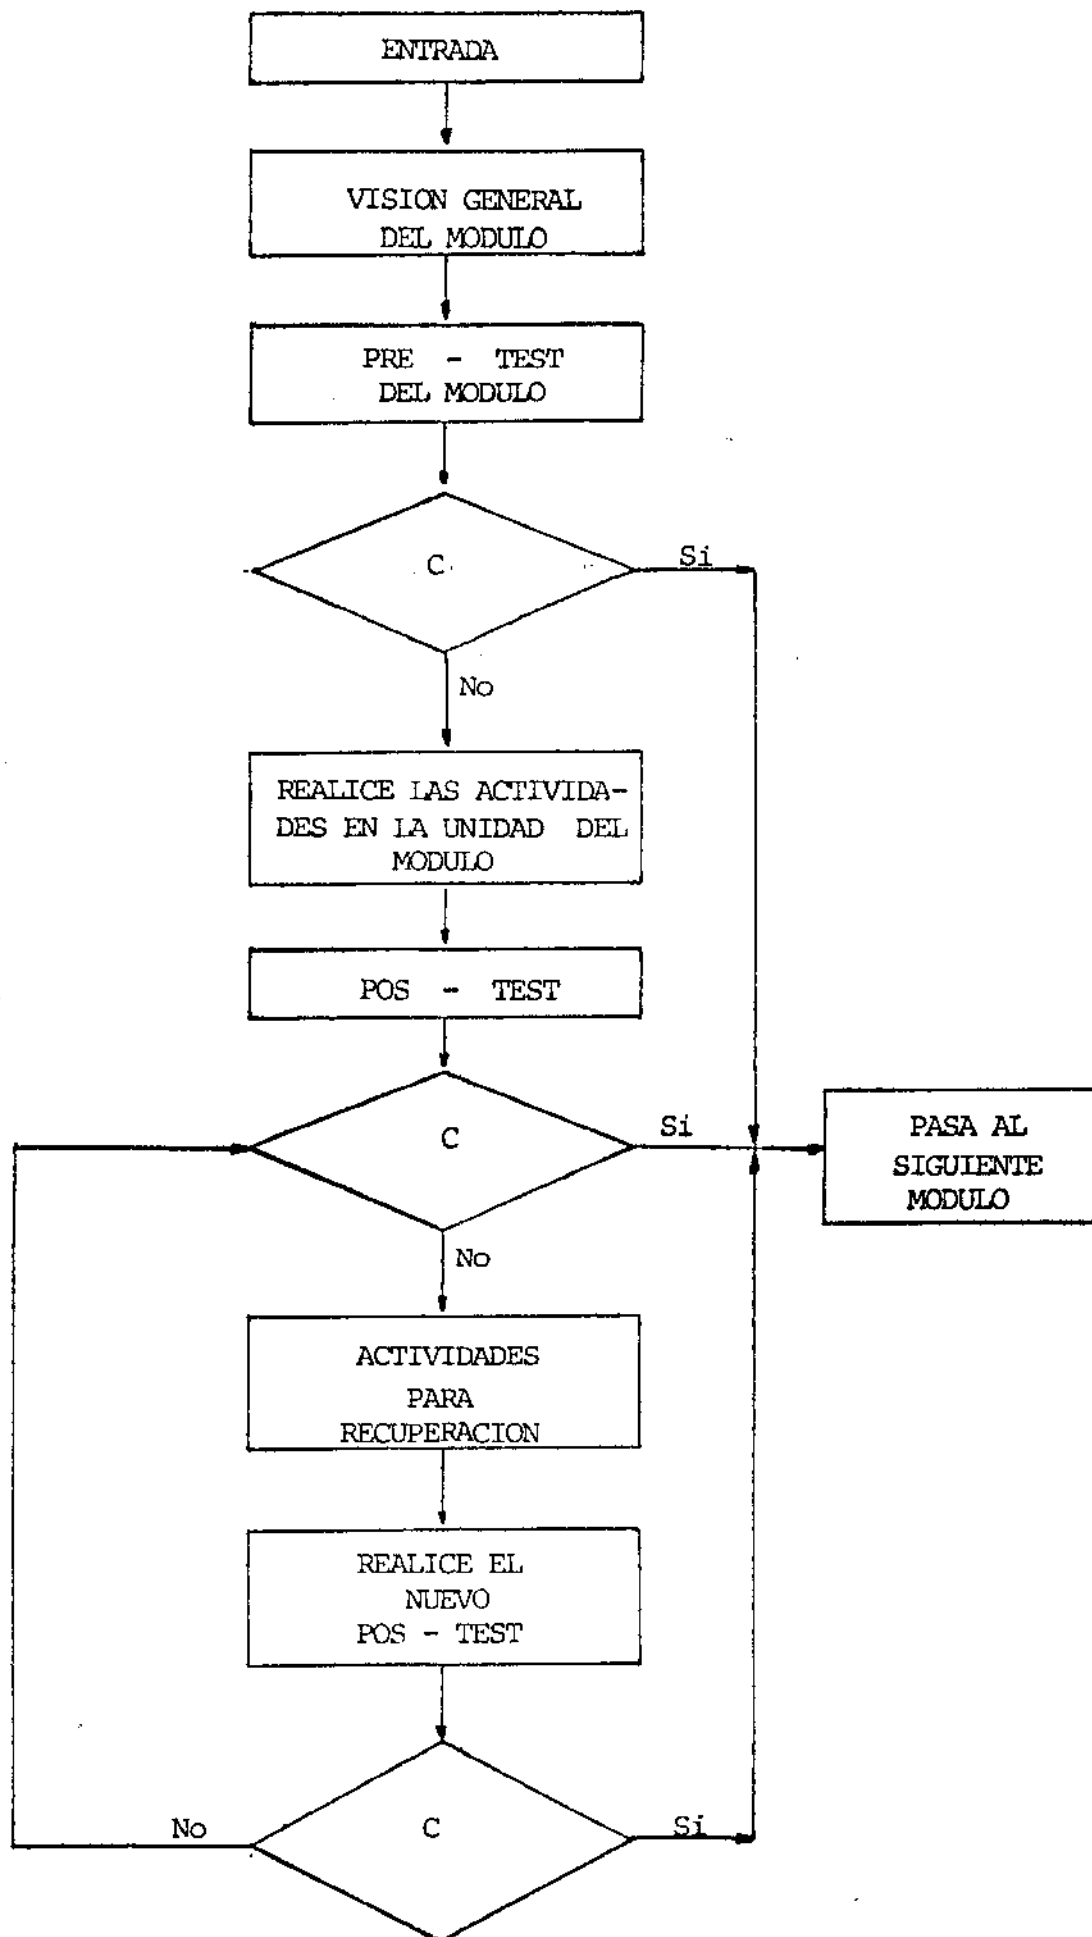 ENTRADA
VISION GENERAL
DEL MODULO
PRE - TEST
DEL MODULO
C
Si
No
REALICE LAS ACTIVIDA-
DES EN LA UNIDAD DEL
MODULO
POS - TEST
C
Si
PASA AL
SIGUIENTE
MODULO
No
ACTIVIDADES
PARA
RECUPERACION
REALICE EL
NUEVO
POS - TEST
No
C
Si